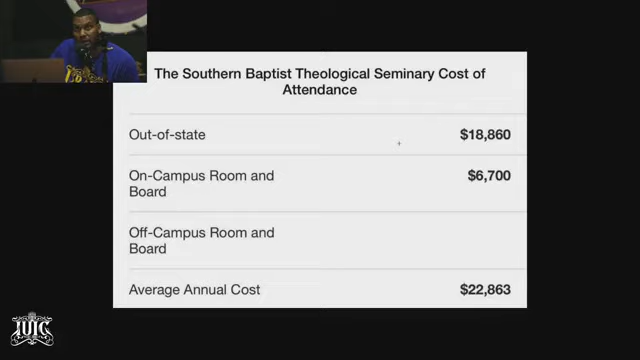 The Southern Baptist Theological Seminary Cost of
Attendance
Out-of-state $18,860
On-Campus Room and $6,700
Board
Off-Campus Room and
Board
Average Annual Cost $22,863
IUIC